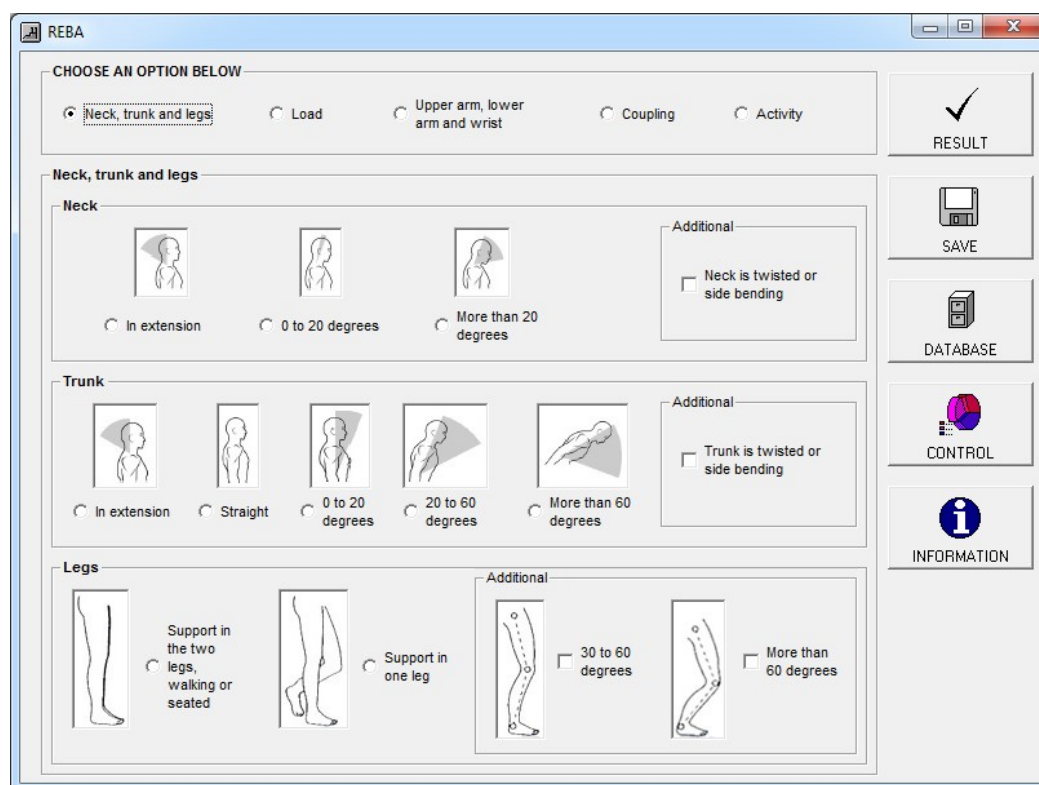 REBA
CHOOSE AN OPTION BELOW
Neck, trunk and legs
Load
Upper arm, lower
arm and wrist
Coupling
Activity
RESULT
SAVE
DATABASE
CONTROL
INFORMATION
Neck, trunk and legs
Neck
In extension
0 to 20 degrees
More than 20
degrees
Additional
Neck is twisted or
side bending
Trunk
In extension
Straight
0 to 20
degrees
20 to 60
degrees
More than 60
degrees
Additional
Trunk is twisted or
side bending
Legs
Support in
the two
legs,
walking or
seated
Support in
one leg
Additional
30 to 60
degrees
More than
60 degrees